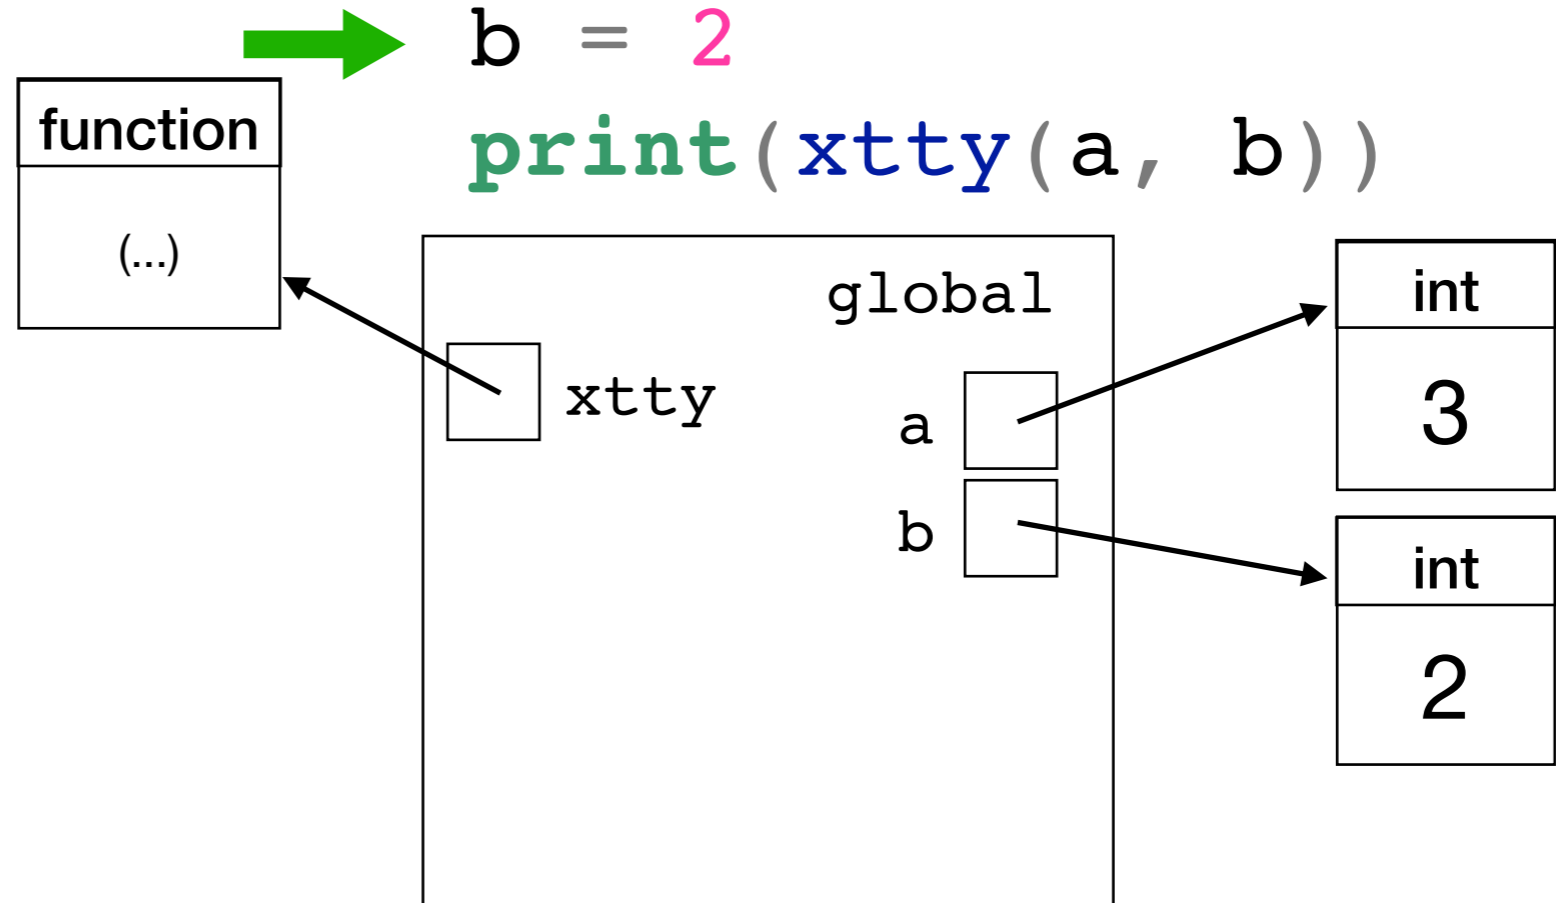 b = 2
print(xtty(a, b))
function
(...)
global
xtty
a
b
int
3
int
2